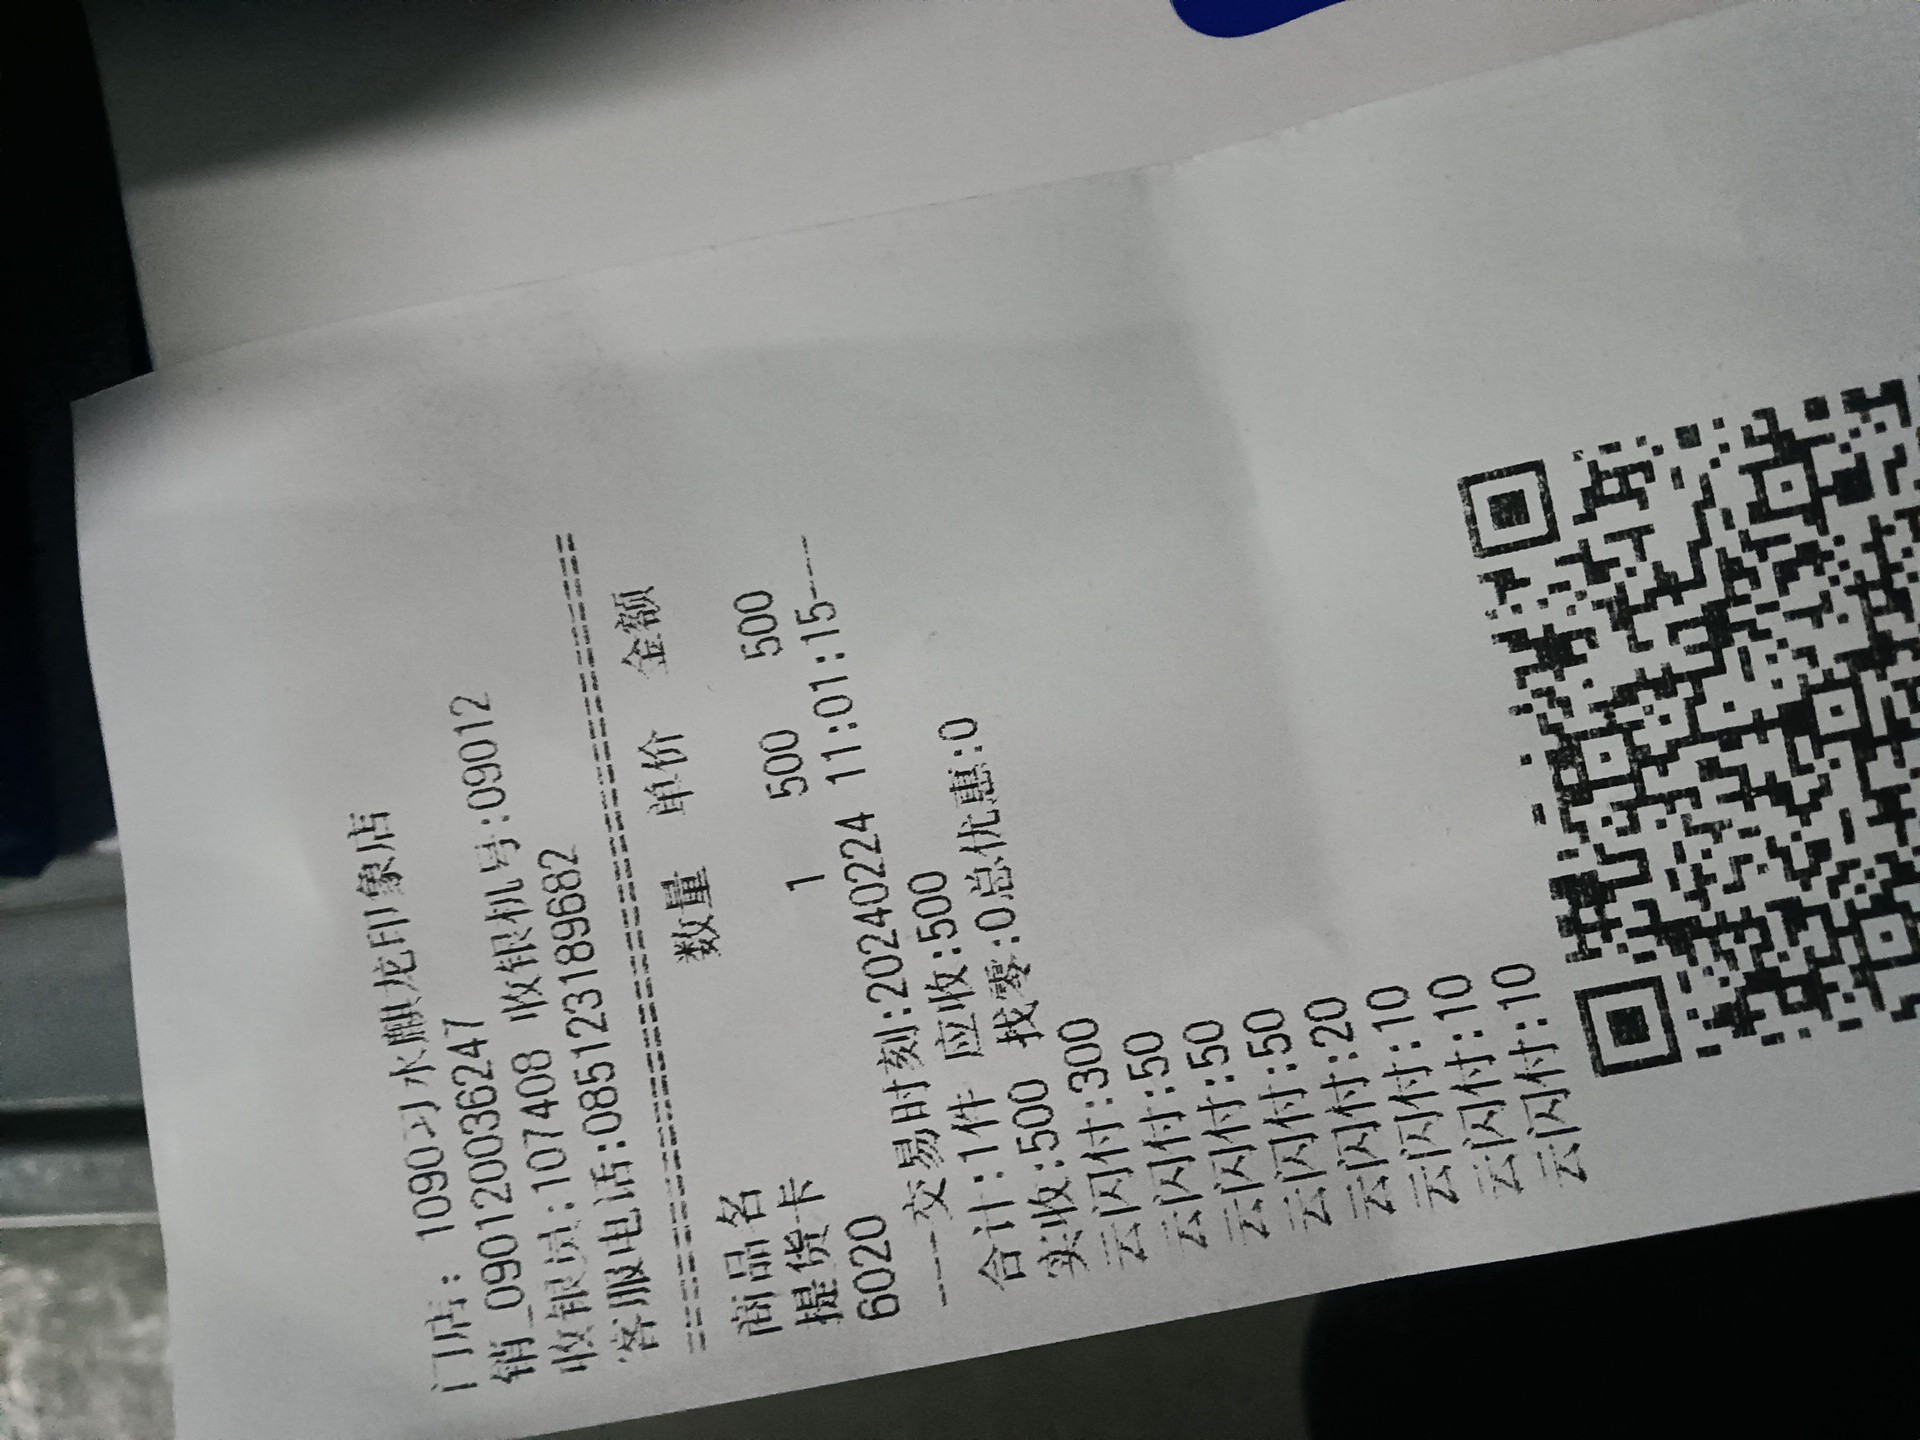 门店: 1090习水麒龙印象店
销_0901200362​47
收银员:107408 收银机号:09012
客服电话:085123189682
================================
商品名 数量 单价 金额
提货卡
6020 1 500 500
---交易时刻:20240224 11:01:15---
合计:1件 应收:500
实收:500 找零:0总优惠:0
云闪付:300
云闪付:50
云闪付:50
云闪付:50
云闪付:20
云闪付:10
云闪付:10
云闪付:10